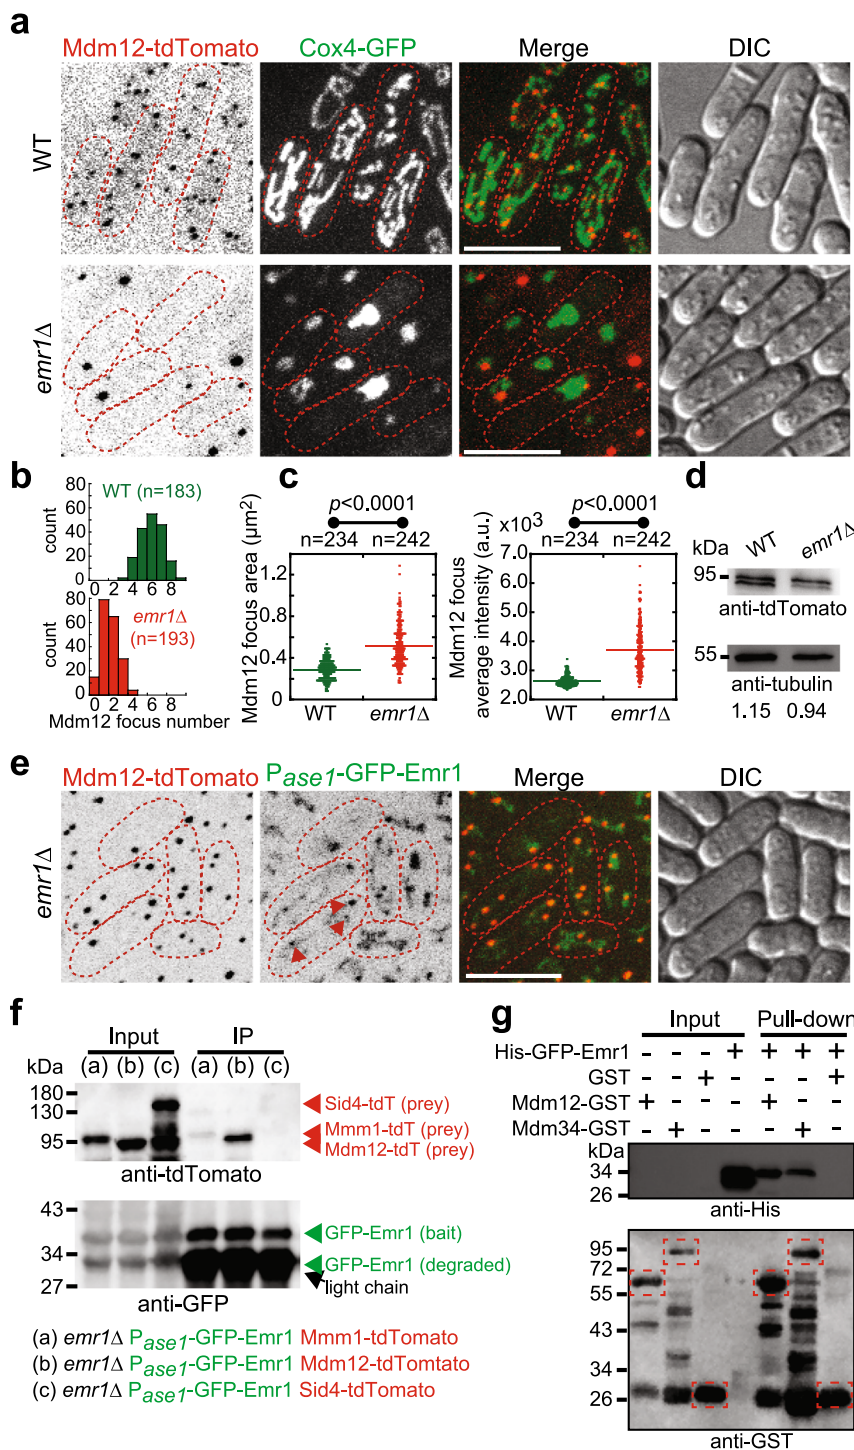 a
Mdm12-tdTomato Cox4-GFP Merge DIC
WT
emr1Δ
b
WT (n=183)
count
80
60
40
20
0
emr1Δ
(n=193)
count
80
60
40
20
0
0 2 4 6 8
Mdm12 focus number
c
p<0.0001
n=234 n=242
Mdm12 focus area (µm²)
1.2
0.8
0.4
0
WT emr1Δ
p<0.0001
×10³
n=234 n=242
Mdm12 focus
average intensity (a.u.)
7.0
6.0
5.0
4.0
3.0
2.0
WT emr1Δ
d
kDa WT emr1Δ
95
anti-tdTomato
55
anti-tubulin
1.15 0.94
e
Mdm12-tdTomato Pase1-GFP-Emr1 Merge DIC
emr1Δ
f
Input IP
kDa (a) (b) (c) (a) (b) (c)
180
130
95
Sid4-tdT (prey)
Mmm1-tdT (prey)
Mdm12-tdT (prey)
anti-tdTomato
43
34
27
GFP-Emr1 (bait)
GFP-Emr1 (degraded)
light chain
anti-GFP
(a) emr1Δ Pase1-GFP-Emr1 Mmm1-tdTomato
(b) emr1Δ Pase1-GFP-Emr1 Mdm12-tdTomtato
(c) emr1Δ Pase1-GFP-Emr1 Sid4-tdTomato
g
Input Pull-down
His-GFP-Emr1 - - - + + + +
GST - - + - - - +
Mdm12-GST + - - - + - -
Mdm34-GST - + - - - + -
kDa
34
26
anti-His
95
72
55
43
34
26
anti-GST